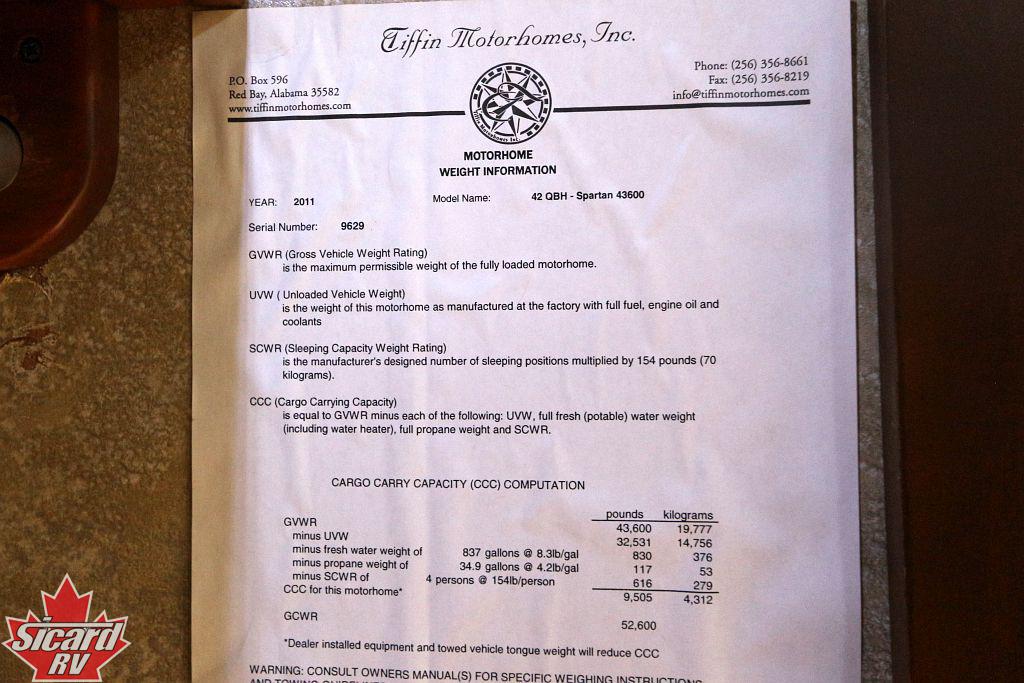 Tiffin Motorhomes, Inc.
P.O. Box 596
Red Bay, Alabama 35582
www.tiffinmotorhomes.com
Phone: (256) 356-8661
Fax: (256) 356-8219
info@tiffinmotorhomes.com
Tiffin Motorhomes Inc.
MOTORHOME
WEIGHT INFORMATION
YEAR: 2011 Model Name: 42 QBH - Spartan 43600
Serial Number: 9629
GVWR (Gross Vehicle Weight Rating)
is the maximum permissible weight of the fully loaded motorhome.
UVW ( Unloaded Vehicle Weight)
is the weight of this motorhome as manufactured at the factory with full fuel, engine oil and
coolants
SCWR (Sleeping Capacity Weight Rating)
is the manufacturer's designed number of sleeping positions multiplied by 154 pounds (70
kilograms).
CCC (Cargo Carrying Capacity)
is equal to GVWR minus each of the following: UVW, full fresh (potable) water weight
(including water heater), full propane weight and SCWR.
CARGO CARRY CAPACITY (CCC) COMPUTATION
pounds kilograms
GVWR 43,600 19,777
minus UVW 32,531 14,756
minus fresh water weight of 837 gallons @ 8.3lb/gal 830 376
minus propane weight of 34.9 gallons @ 4.2lb/gal 117 53
minus SCWR of 4 persons @ 154lb/person 616 279
CCC for this motorhome* 9,505 4,312
GCWR 52,600
*Dealer installed equipment and towed vehicle tongue weight will reduce CCC
WARNING: CONSULT OWNERS MANUAL(S) FOR SPECIFIC WEIGHING INSTRUCTIONS
AND TOWING
Sicard
RV